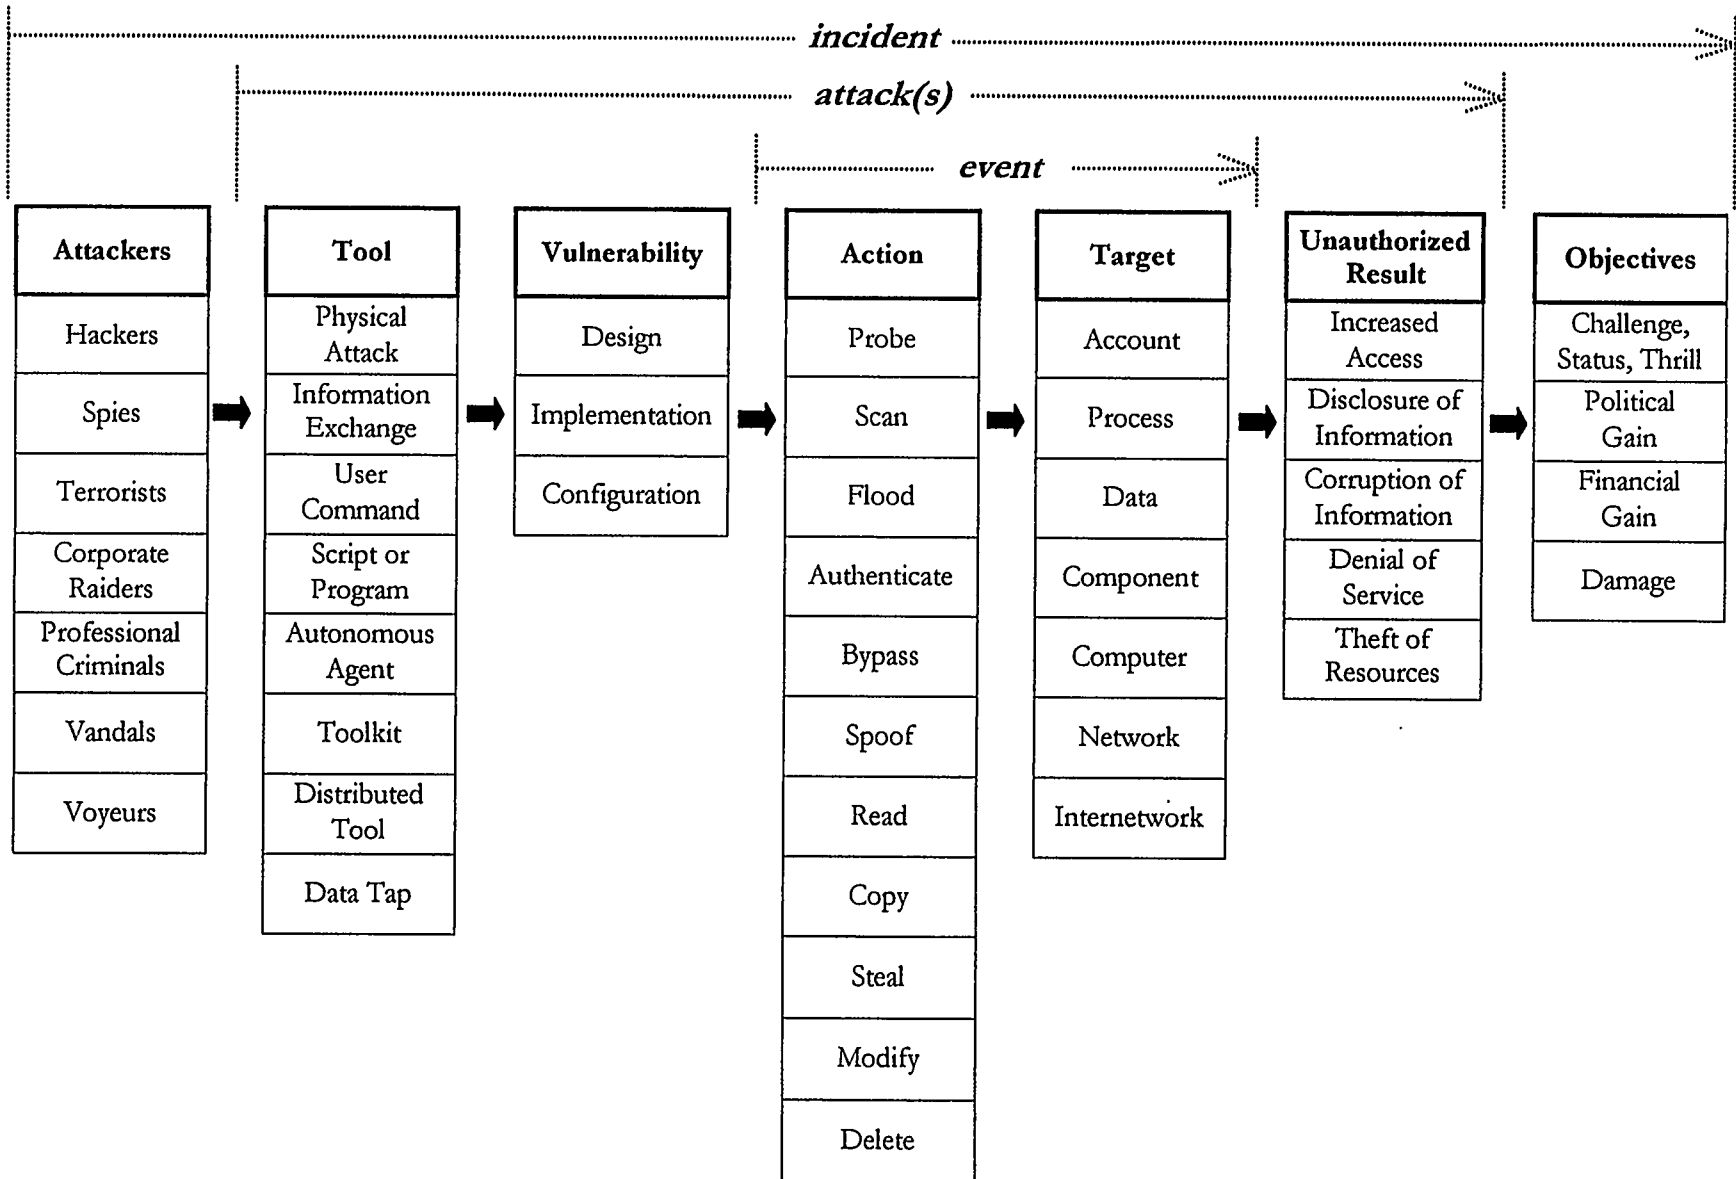 incident
attack(s)
event
Attackers
Hackers
Spies
Terrorists
Corporate
Raiders
Professional
Criminals
Vandals
Voyeurs
Tool
Physical
Attack
Information
Exchange
User
Command
Script or
Program
Autonomous
Agent
Toolkit
Distributed
Tool
Data Tap
Vulnerability
Design
Implementation
Configuration
Action
Probe
Scan
Flood
Authenticate
Bypass
Spoof
Read
Copy
Steal
Modify
Delete
Target
Account
Process
Data
Component
Computer
Network
Internetwork
Unauthorized
Result
Increased
Access
Disclosure of
Information
Corruption of
Information
Denial of
Service
Theft of
Resources
Objectives
Challenge,
Status, Thrill
Political
Gain
Financial
Gain
Damage